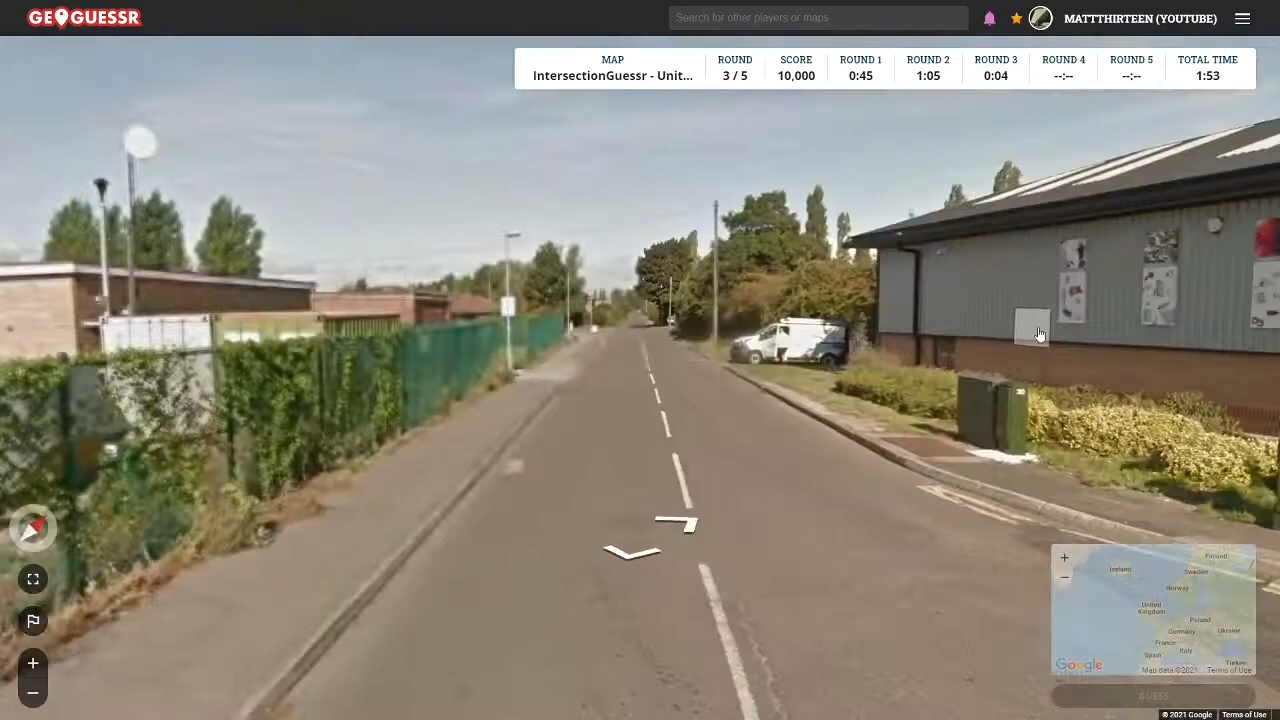 GEOGUESSR
Search for other players or maps
MATTTHIRTEEN (YOUTUBE)
MAP
IntersectionGuessr - Unit...
ROUND
3 / 5
SCORE
10,000
ROUND 1
0:45
ROUND 2
1:05
ROUND 3
0:04
ROUND 4
--:--
ROUND 5
--:--
TOTAL TIME
1:53
Finland
Iceland
Sweden
Norway
United
Kingdom
Poland
Germany
Ukraine
France
Italy
Spain
Turkey
Google
Map data ©2021
Terms of Use
GUESS
© 2021 Google
Terms of Use